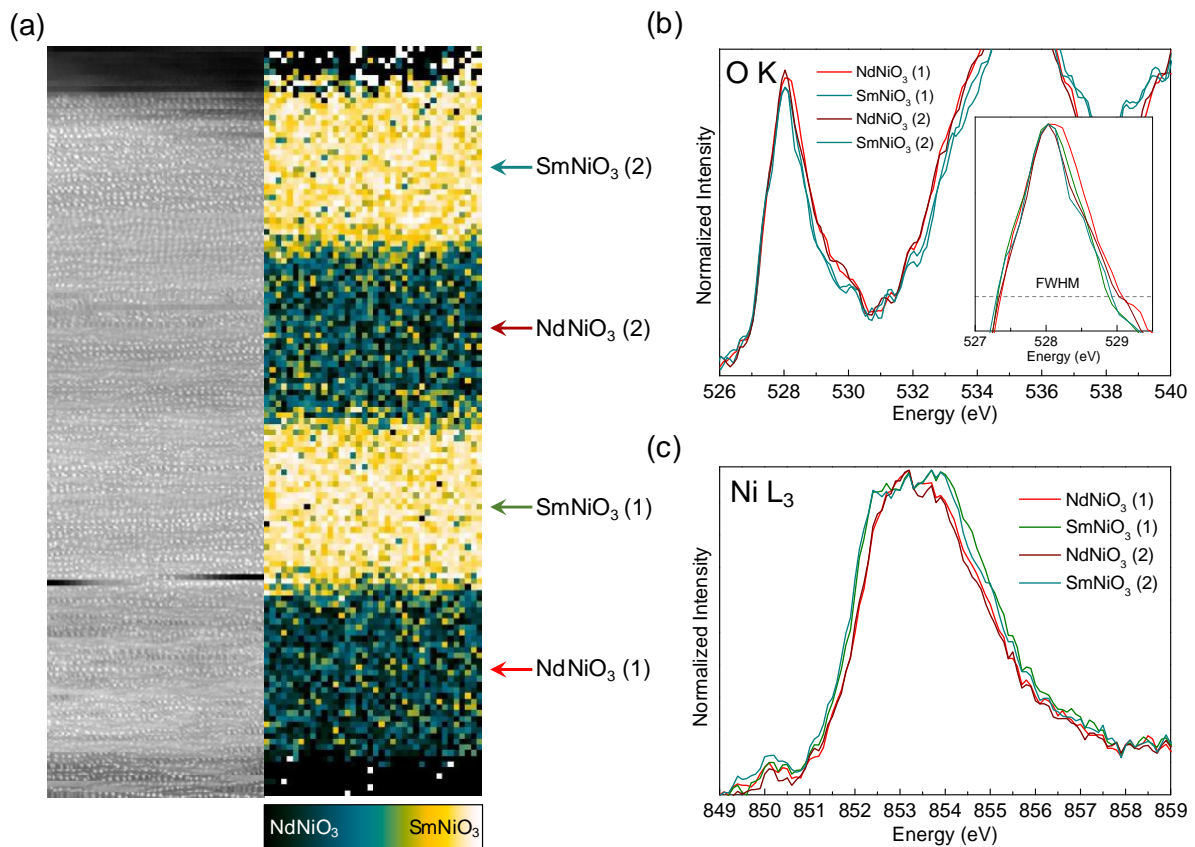 (a)
SmNiO₃ (2)
NdNiO₃ (2)
SmNiO₃ (1)
NdNiO₃ (1)
NdNiO₃ SmNiO₃
(b)
O K
NdNiO₃ (1)
SmNiO₃ (1)
NdNiO₃ (2)
SmNiO₃ (2)
Normalized Intensity
FWHM
527 528 529
Energy (eV)
526 528 530 532 534 536 538 540
Energy (eV)
(c)
Ni L₃
NdNiO₃ (1)
SmNiO₃ (1)
NdNiO₃ (2)
SmNiO₃ (2)
Normalized Intensity
849 850 851 852 853 854 855 857 858 859
Energy (eV)